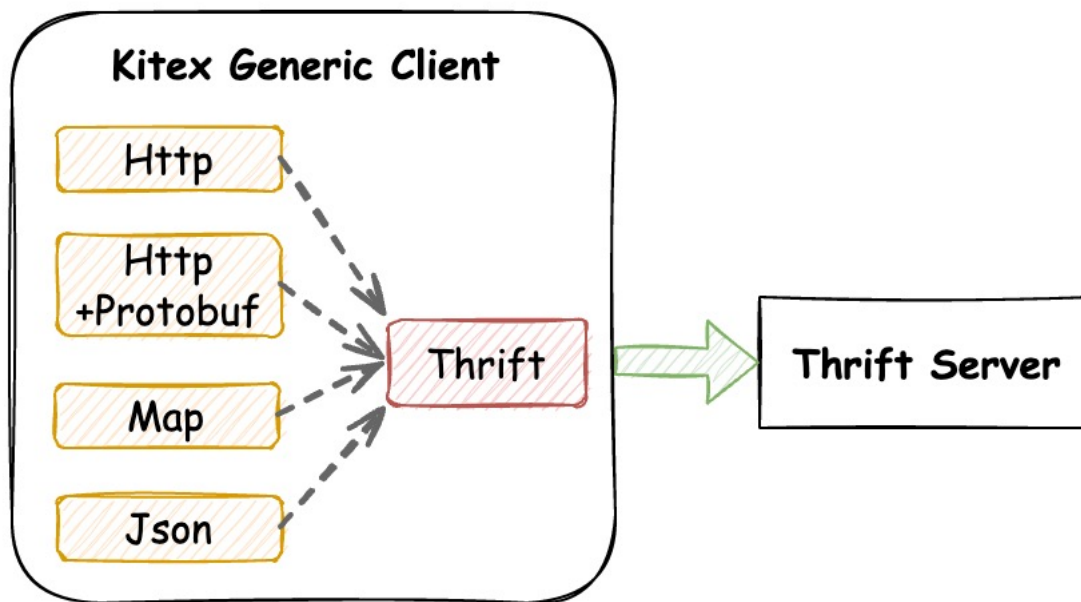 Kitex Generic Client
Http
Http
+Protobuf
Map
Json
Thrift
Thrift Server